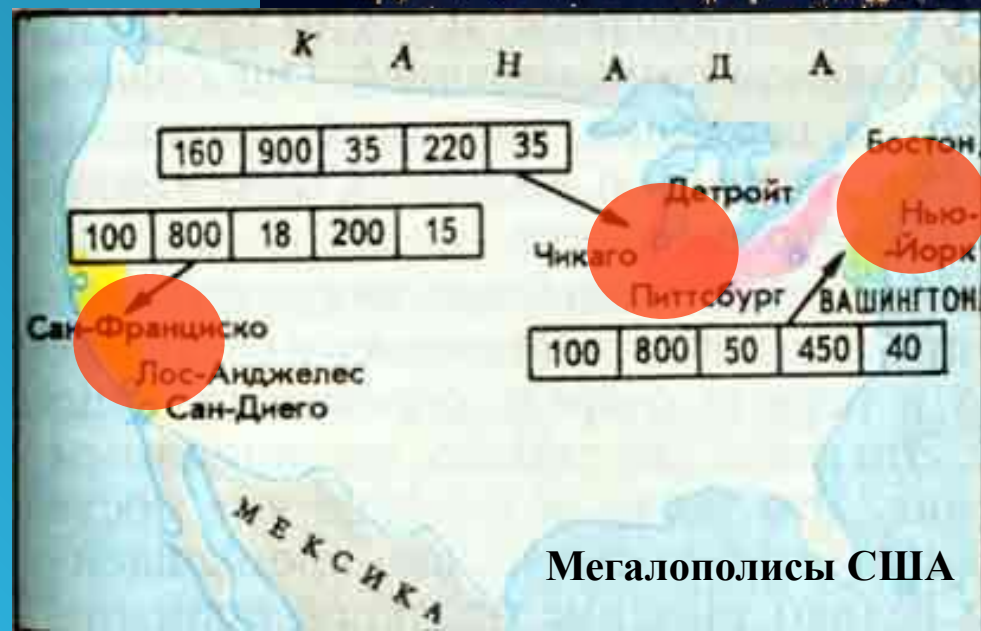 КАНАДА
160 900 35 220 35
Бостон
Детройт
100 800 18 200 15
Нью-
-Йорк
Чикаго
Питтсбург
ВАШИНГТОН
Сан-Франциско
100 800 50 450 40
Лос-Анджелес
Сан-Диего
МЕКСИКА
Мегалополисы США